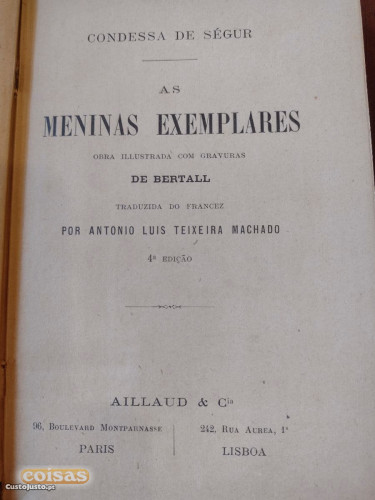 CONDESSA DE SÉGUR
AS
MENINAS EXEMPLARES
OBRA ILLUSTRADA COM GRAVURAS
DE BERTALL
TRADUZIDA DO FRANCEZ
POR ANTONIO LUIS TEIXEIRA MACHADO
4ª EDIÇÃO
AILLAUD & Cia
96, BOULEVARD MONTPARNASSE
PARIS
242, RUA AUREA, 1º
LISBOA
coisas
CustoJusto.pt